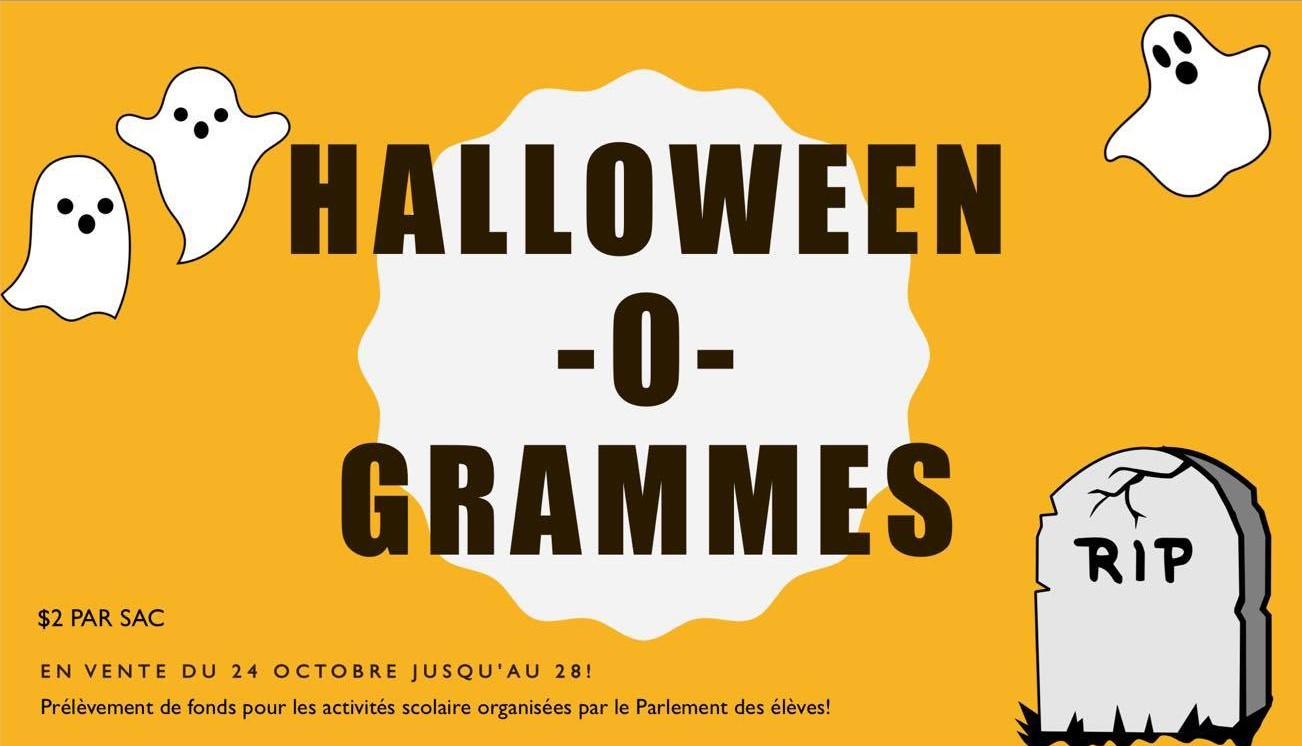 HALLOWEEN
-O-
GRAMMES
RIP
$2 PAR SAC
EN VENTE DU 24 OCTOBRE JUSQU'AU 28!
Prélèvement de fonds pour les activités scolaire organisées par le Parlement des élèves!